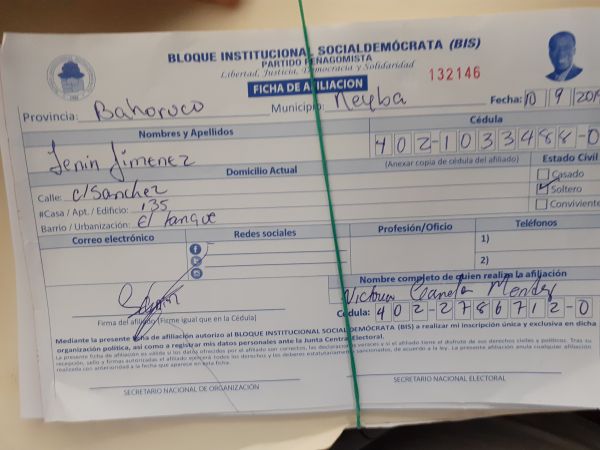 BLOQUE INSTITUCIONAL SOCIALDEMÓCRATA (BIS)
PARTIDO PENAGOMISTA
Libertad, Justicia, Democracia y Solidaridad
FICHA DE AFILIACION
132146
Provincia: Bahoruco Municipio: Neyba Fecha: 10 9 2019
Nombres y Apellidos Cédula
Jenin Jimenez 402-1033488-0
Domicilio Actual (Anexar copia de cédula del afiliado) Estado Civil
Calle: c/Sanchez Casado
#Casa / Apt. / Edificio: 135 Soltero
Barrio / Urbanización: El tanque Conviviente
Correo electrónico Redes sociales Profesión/Oficio Teléfonos
1)
2)
Nombre completo de quien realiza la afiliación
Mendez
Firma del afiliado (Firme igual que en la Cédula) Cédula: 402-2786712-0
Mediante la presente ficha de afiliación autorizo al BLOQUE INSTITUCIONAL SOCIALDEMÓCRATA (BIS) a realizar mi inscripción única y exclusiva en dicha
organización política, así como a registrar mis datos personales ante la Junta Central Electoral.
SECRETARIO NACIONAL DE ORGANIZACIÓN SECRETARIO NACIONAL ELECTORAL